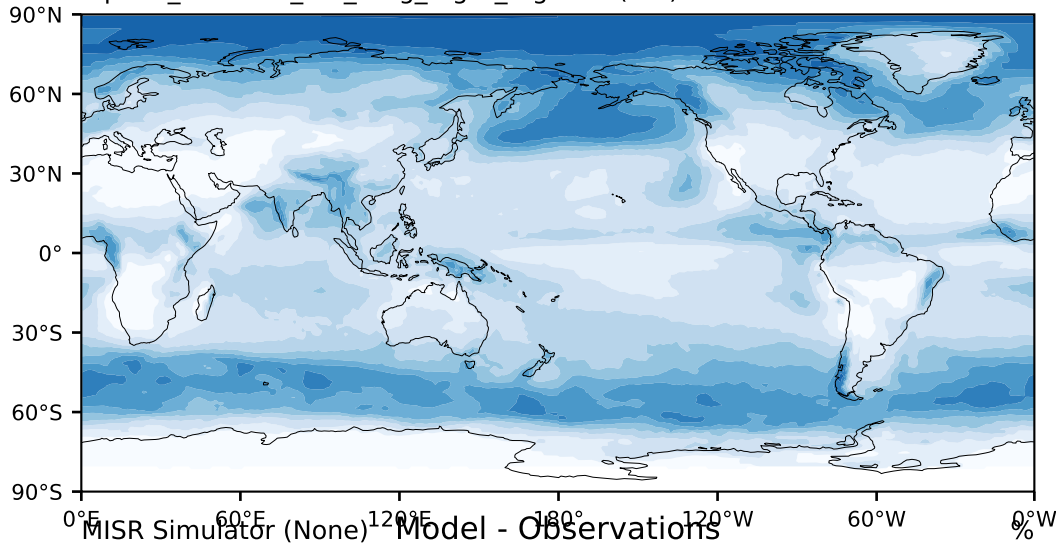 90°N
60°N
30°N
0°
30°S
60°S
90°S
0°E 60°E 120°E 180° 120°W 60°W 0°W
MISR Simulator (None) Model - Observations %